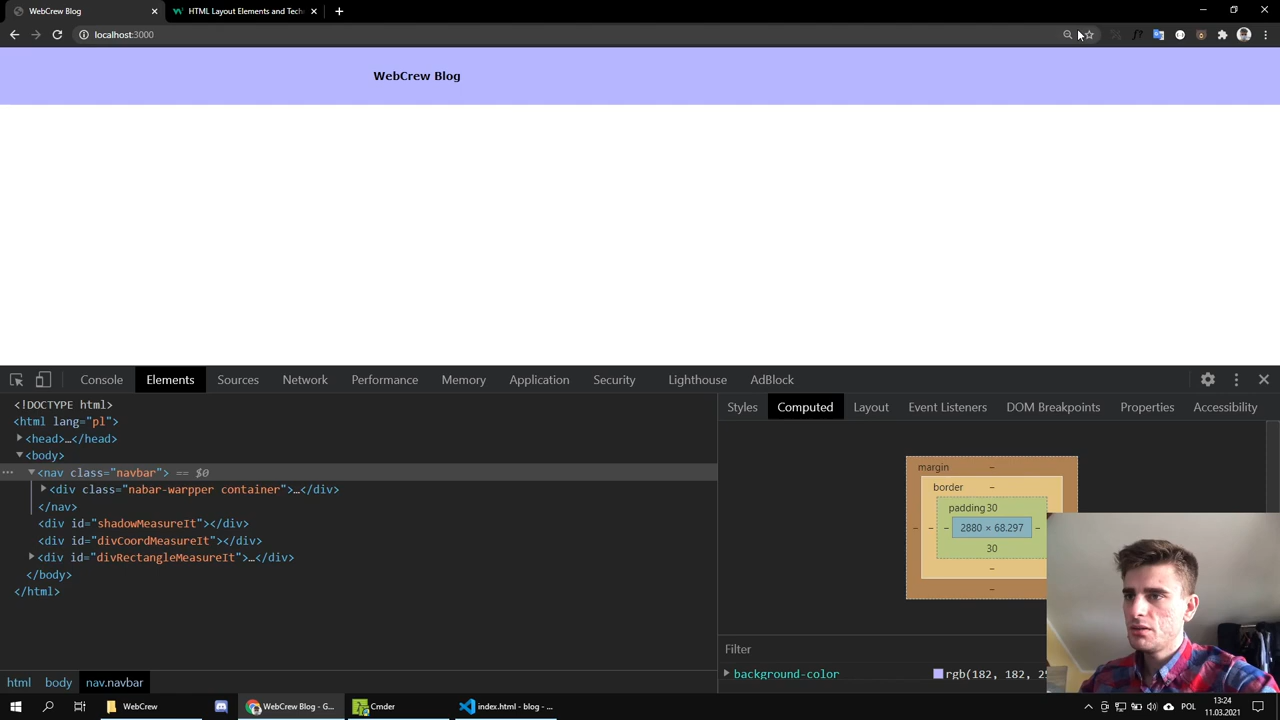 WebCrew Blog
HTML Layout Elements and Tech
localhost:3000
WebCrew Blog
Console
Elements
Sources
Network
Performance
Memory
Application
Security
Lighthouse
AdBlock
<!DOCTYPE html>
<html lang="pl">
<head>…</head>
<body>
<nav class="navbar"> == $0
<div class="nabar-warpper container">…</div>
</nav>
<div id="shadowMeasureIt"></div>
<div id="divCoordMeasureIt"></div>
<div id="divRectangleMeasureIt">…</div>
</body>
</html>
html
body
nav.navbar
Styles
Computed
Layout
Event Listeners
DOM Breakpoints
Properties
Accessibility
margin
border
padding 30
2880 × 68.297
30
Filter
background-color
rgb(182, 182, 25
WebCrew
WebCrew Blog - G...
Cmder
index.html - blog - ...
POL
13:24
11.03.2021